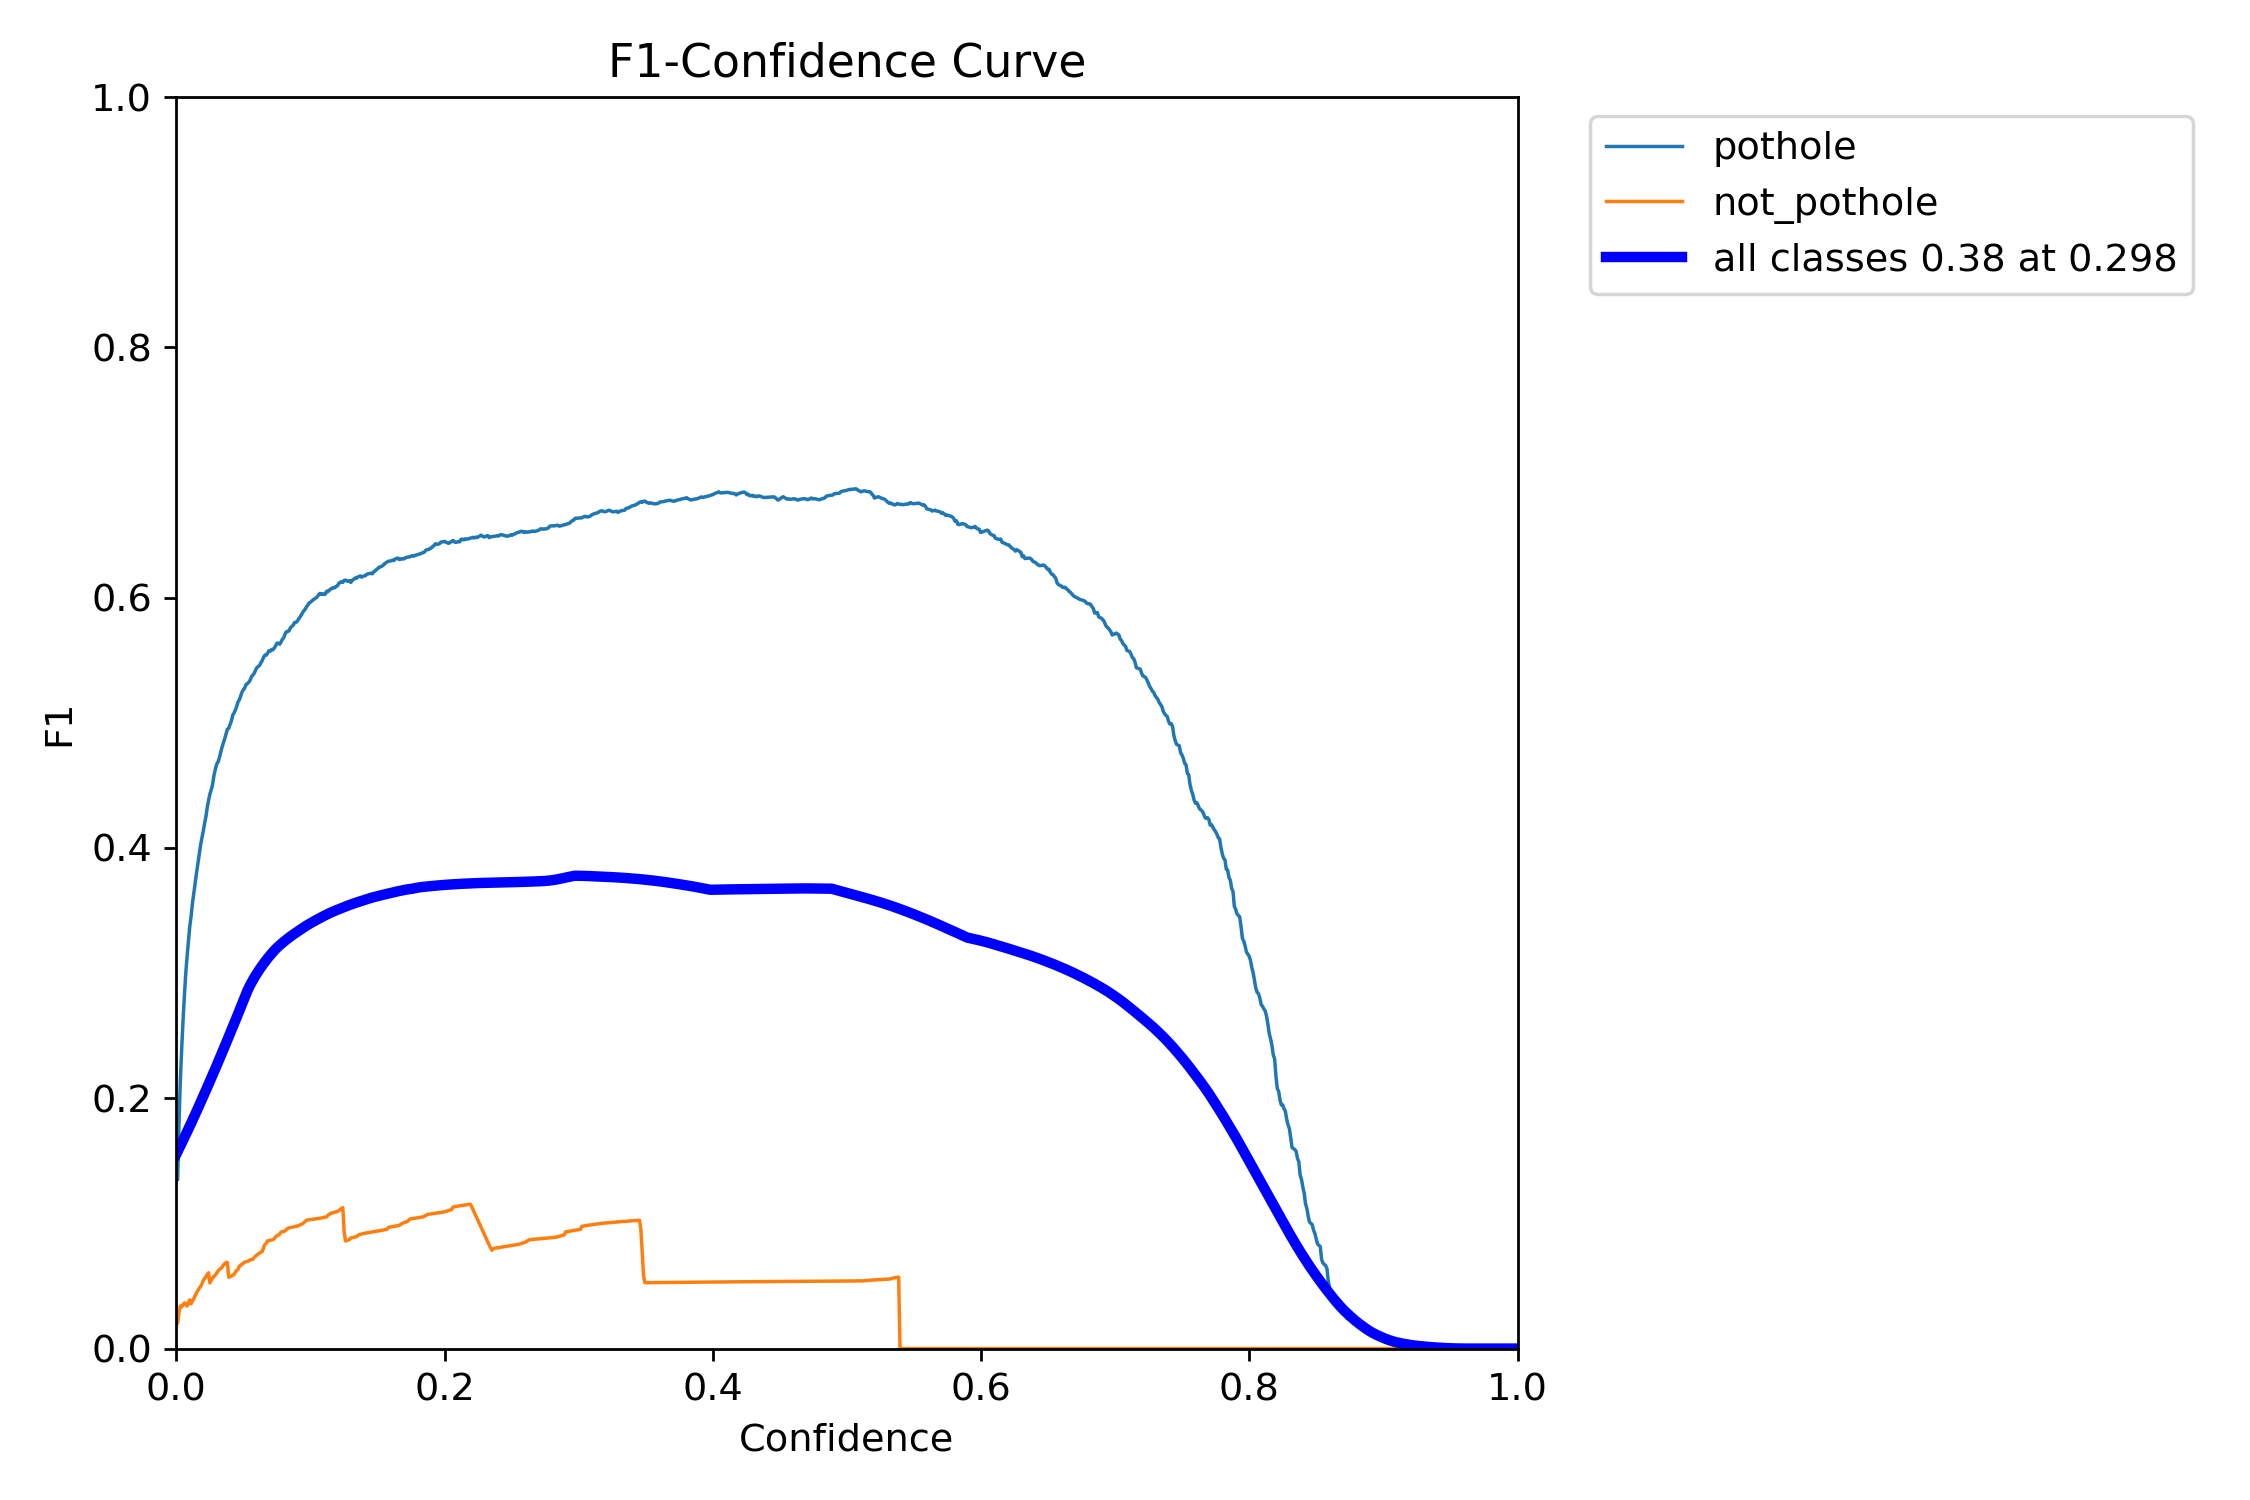 F1-Confidence Curve
1.0
0.8
0.6
0.4
0.2
0.0
F1
0.0 0.2 0.4 0.6 0.8 1.0
Confidence
pothole
not_pothole
all classes 0.38 at 0.298